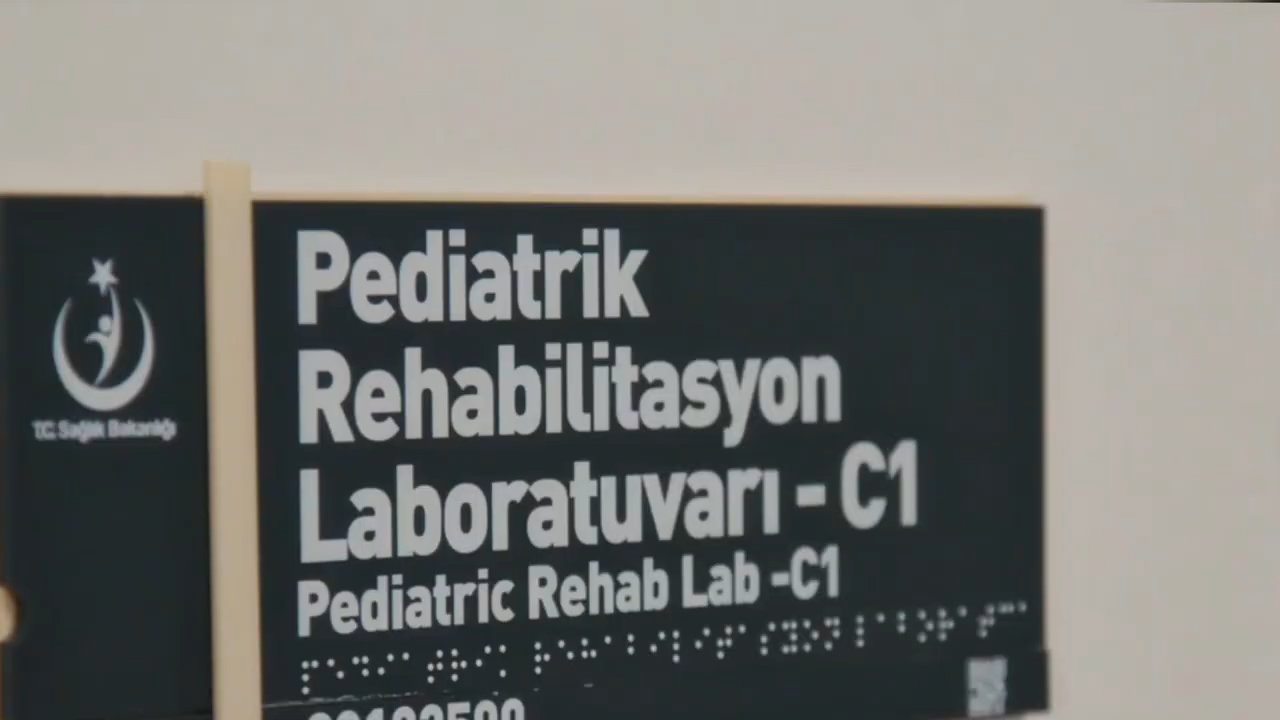 T.C. Sağlık Bakanlığı
Pediatrik
Rehabilitasyon
Laboratuvarı - C1
Pediatric Rehab Lab -C1